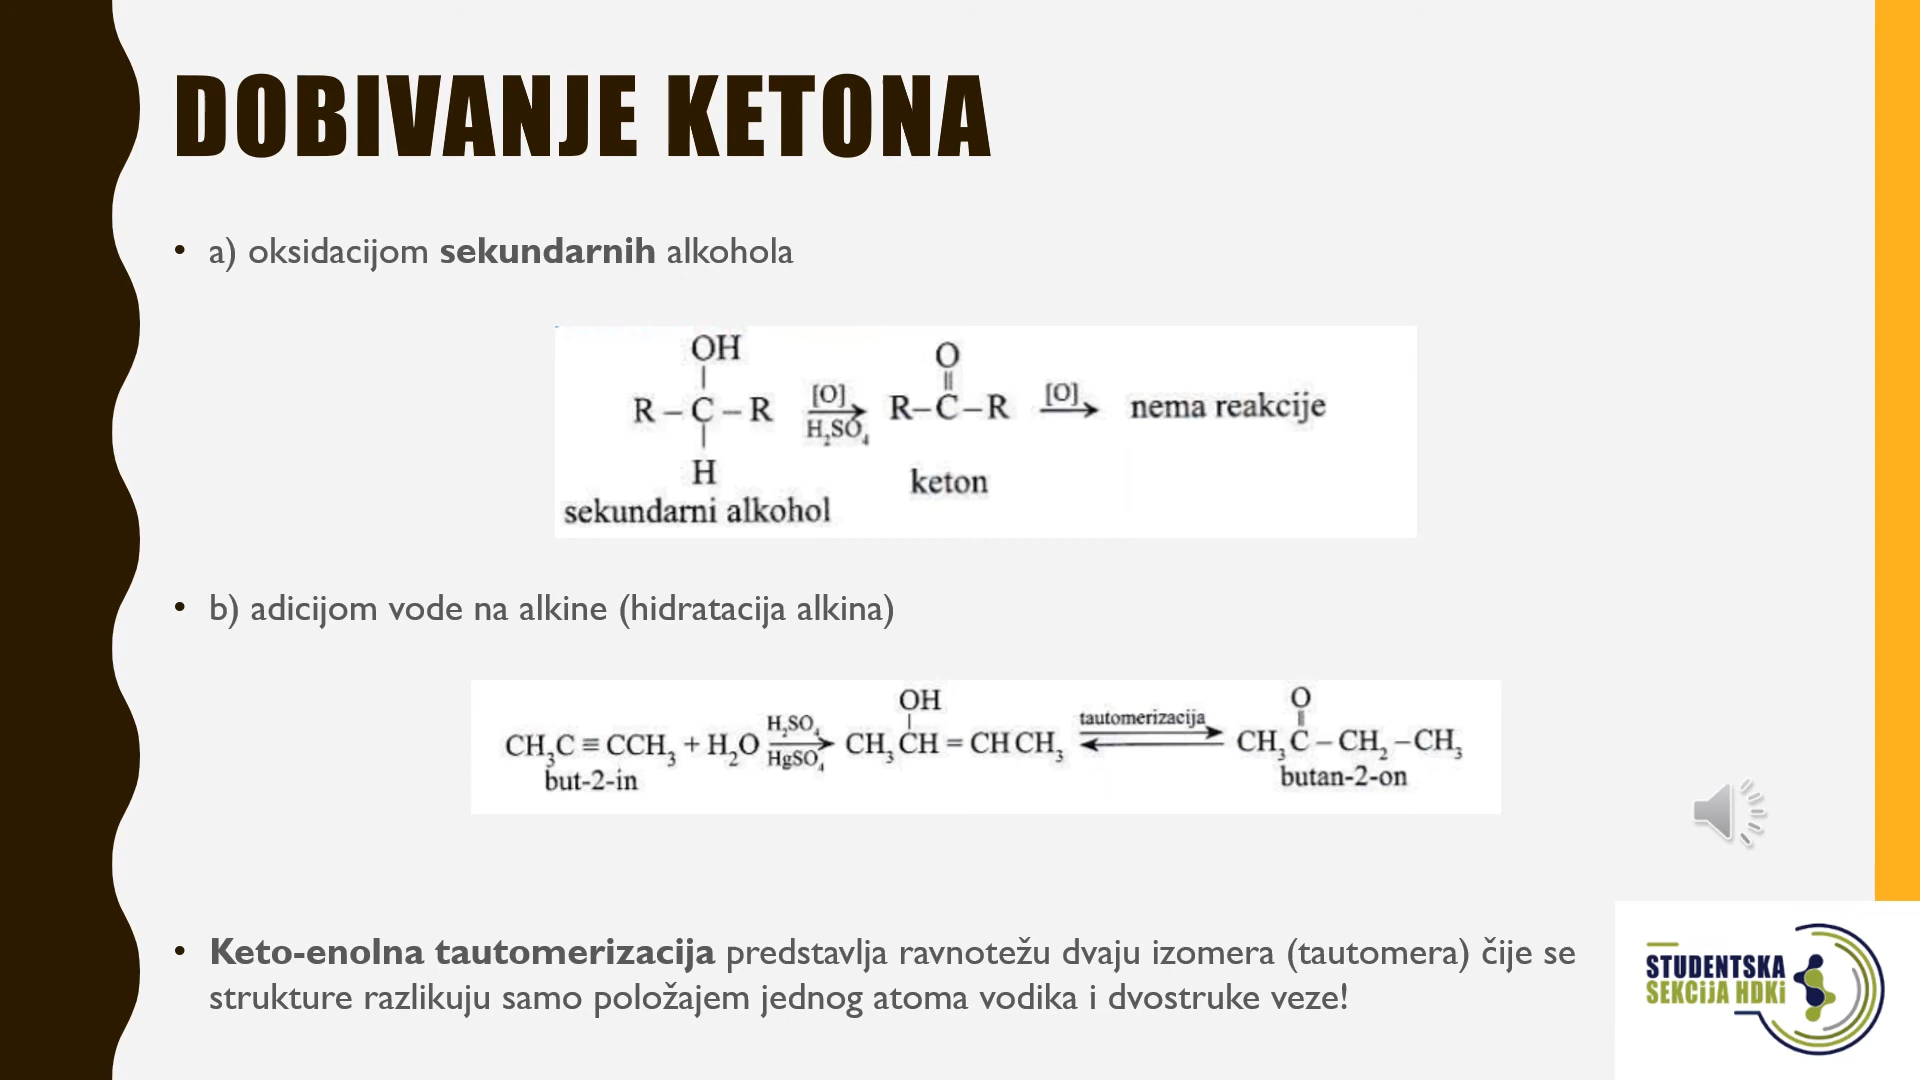 DOBIVANJE KETONA
• a) oksidacijom sekundarnih alkohola
OH
|
R – C – R
|
H
sekundarni alkohol
[O]
H₂SO₄
O
||
R – C – R
keton
[O]
nema reakcije
• b) adicijom vode na alkine (hidratacija alkina)
CH₃C ≡ CCH₃ + H₂O
but-2-in
H₂SO₄
HgSO₄
OH
|
CH₃CH = CHCH₃
tautomerizacija
O
||
CH₃C – CH₂ – CH₃
butan-2-on
• Keto-enolna tautomerizacija predstavlja ravnotežu dvaju izomera (tautomera) čije se
strukture razlikuju samo položajem jednog atoma vodika i dvostruke veze!
STUDENTSKA
SEKCiJA HDKi